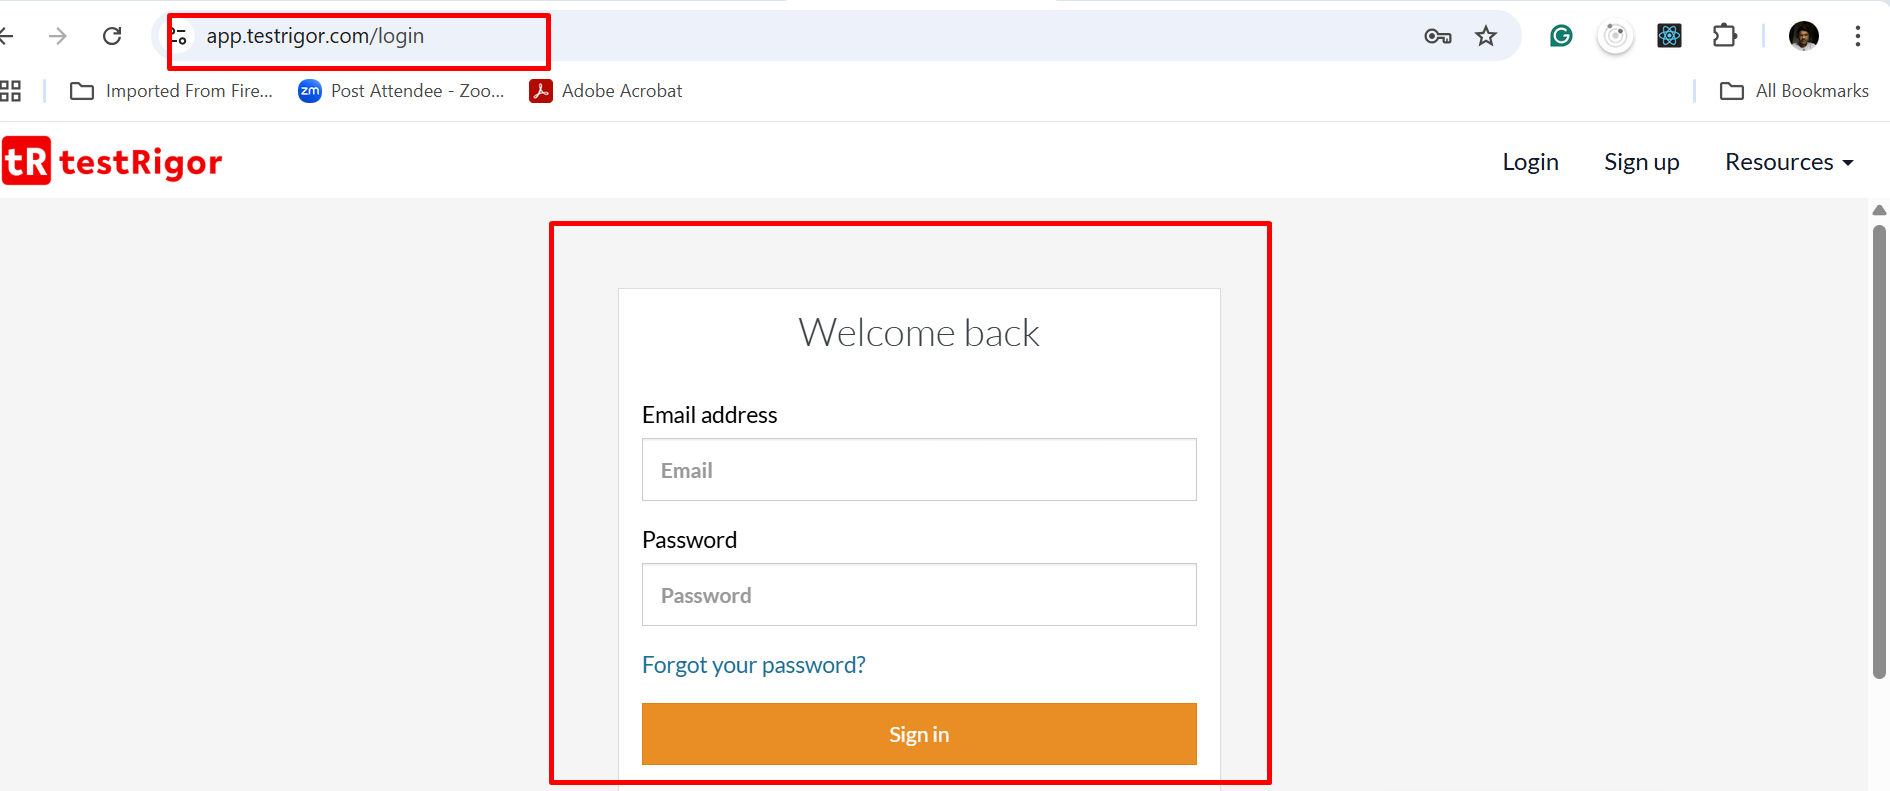 app.testrigor.com/login
Imported From Fire... zm Post Attendee - Zoo... Adobe Acrobat All Bookmarks
tR testRigor Login Sign up Resources
Welcome back
Email address
Email
Password
Password
Forgot your password?
Sign in